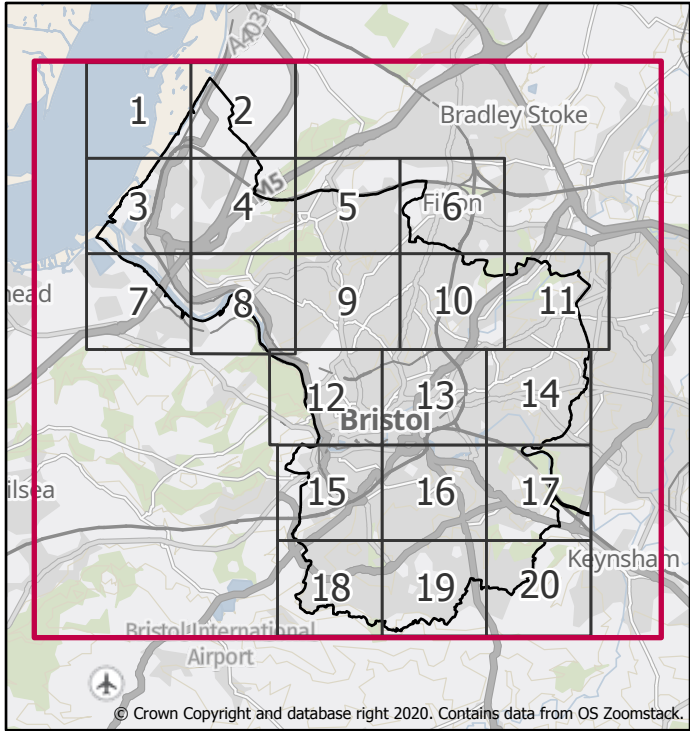 A403
1 2
Bradley Stoke
M5
3 4 5 6
Filton
head
7 8 9 10 11
12 13 14
Bristol
ilsea
15 16 17
Keynsham
18 19 20
Bristol International
Airport
© Crown Copyright and database right 2020. Contains data from OS Zoomstack.